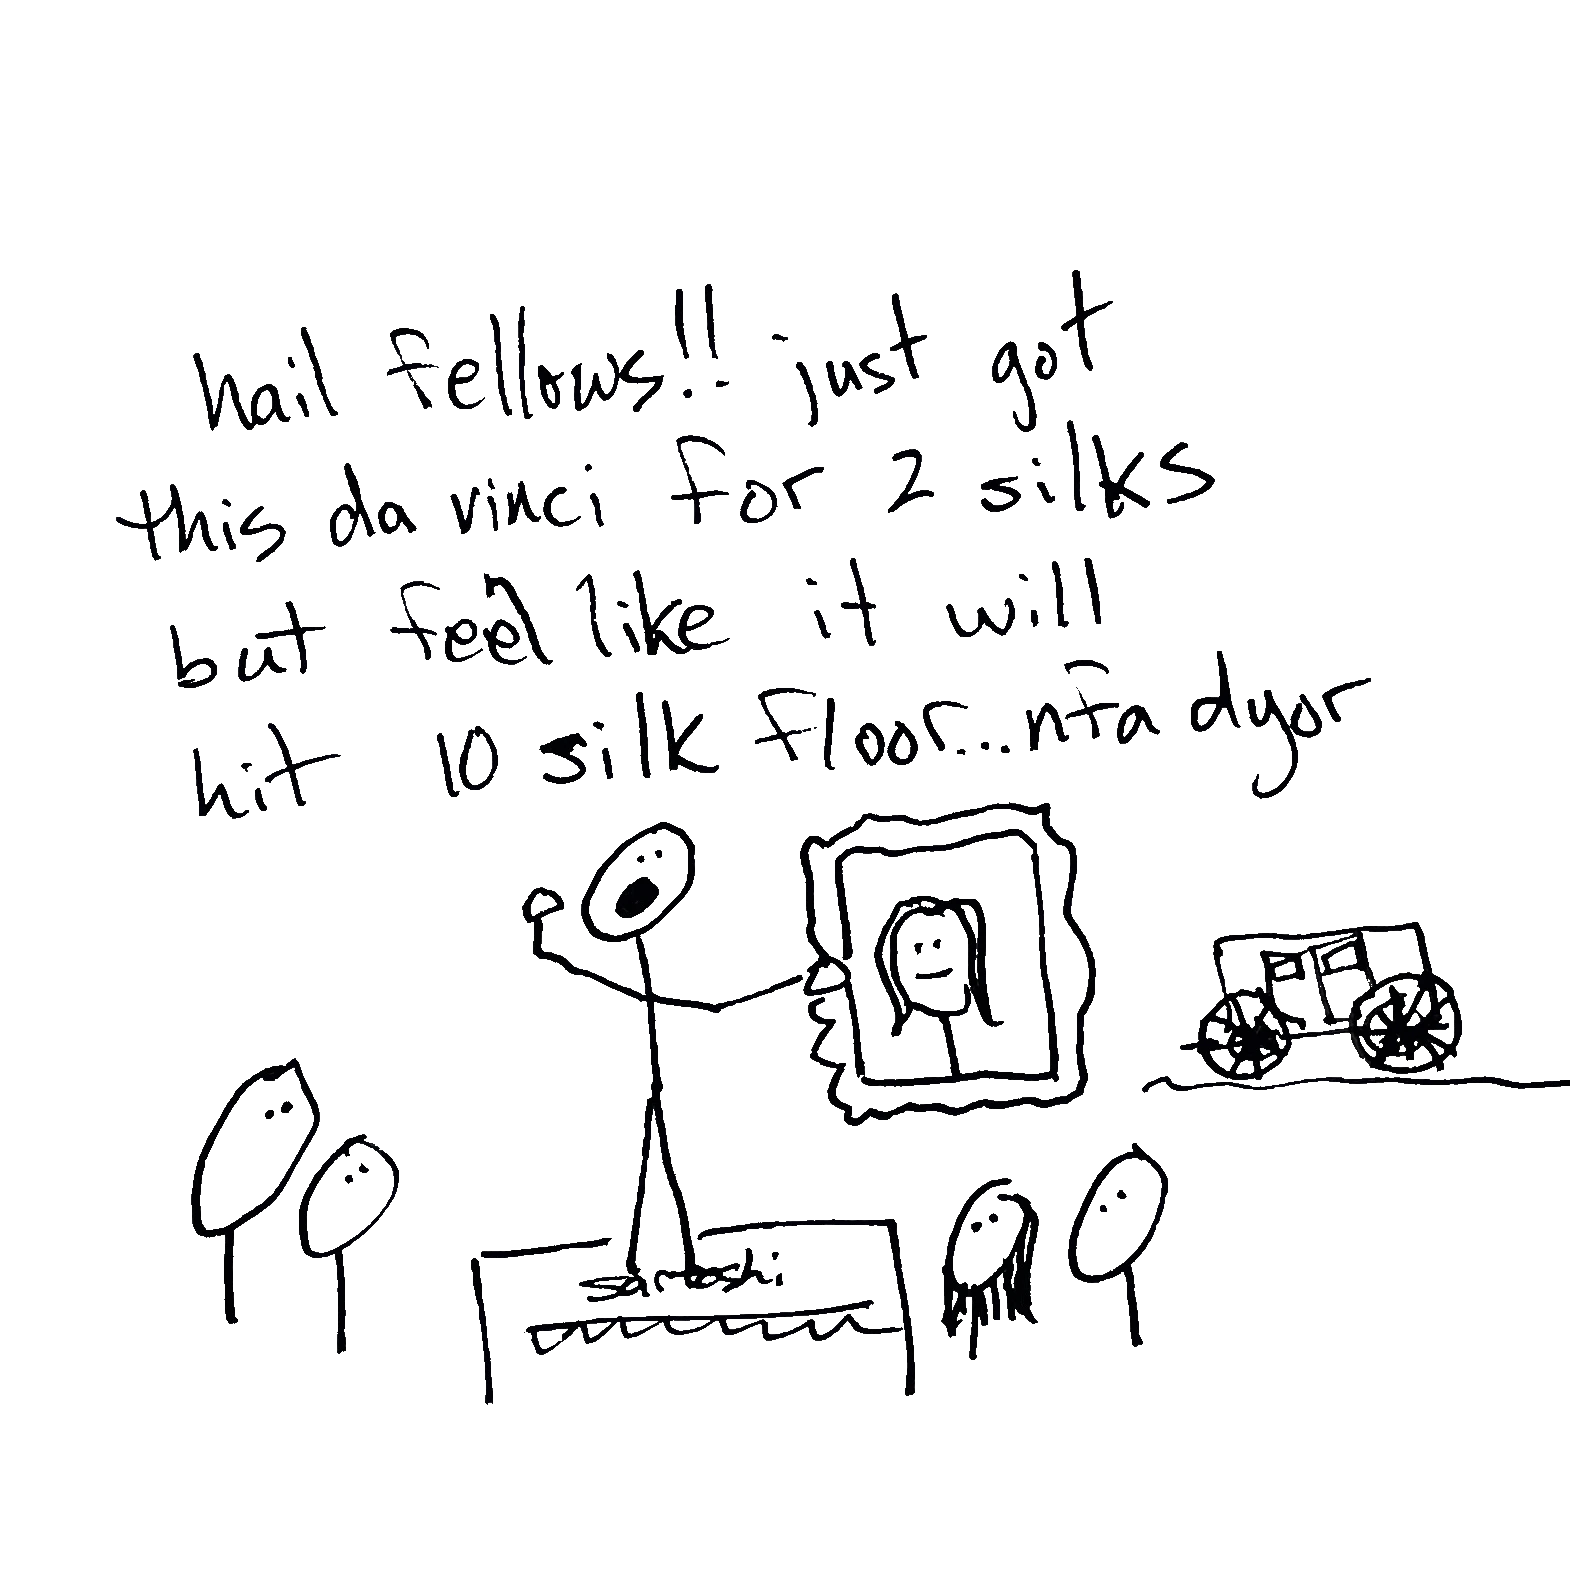 hail fellows!! just got
this da vinci for 2 silks
but feel like it will
hit 10 silk floor...nfa dyor
satoshi